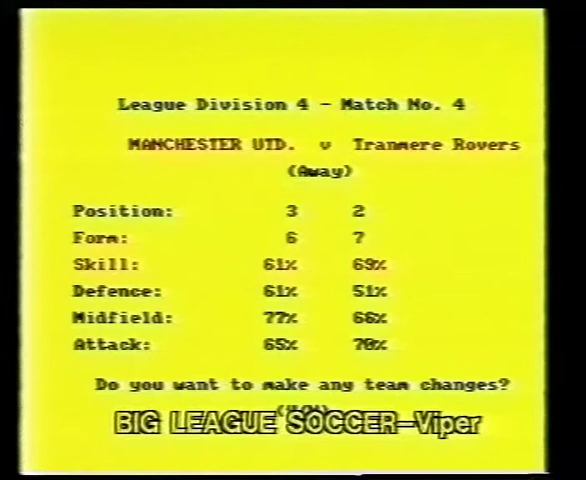 League Division 4 - Match No. 4
MANCHESTER UTD. v Tranmere Rovers
(Away)
Position: 3 2
Form: 6 7
Skill: 61% 69%
Defence: 61% 51%
Midfield: 77% 66%
Attack: 65% 70%
Do you want to make any team changes?
BIG LEAGUE SOCCER—Viper